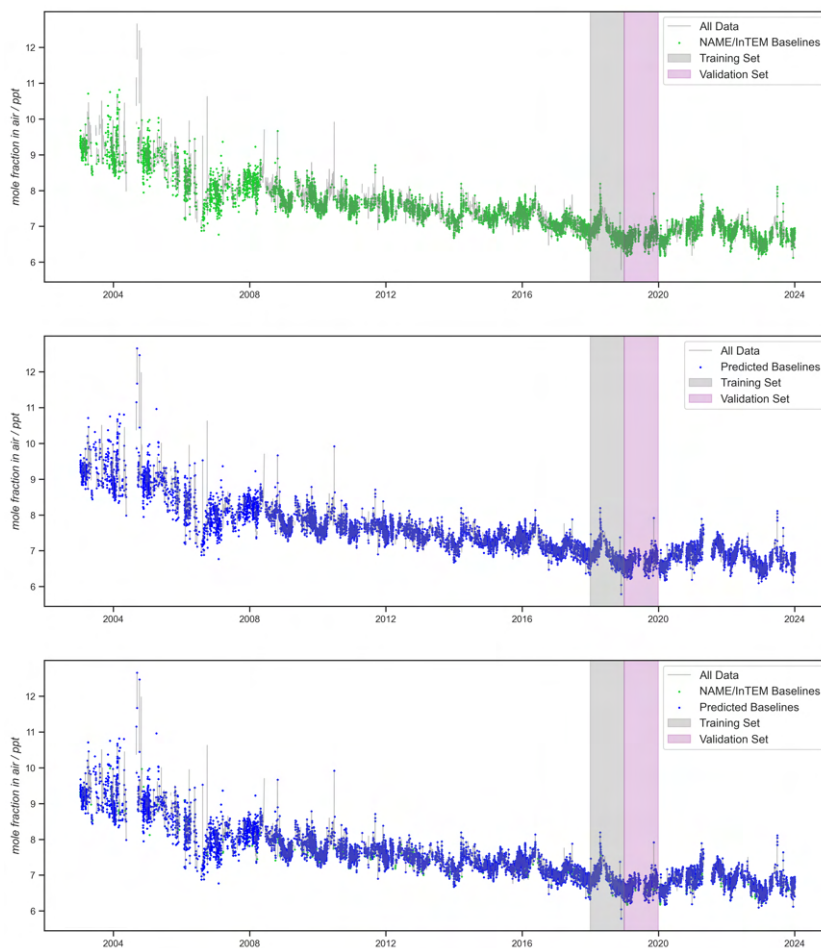 All Data
NAME/InTEM Baselines
Training Set
Validation Set
mole fraction in air / ppt
12
11
10
9
8
7
6
2004 2008 2012 2016 2020 2024
All Data
Predicted Baselines
Training Set
Validation Set
mole fraction in air / ppt
12
11
10
9
8
7
6
2004 2008 2012 2016 2020 2024
All Data
NAME/InTEM Baselines
Predicted Baselines
Training Set
Validation Set
mole fraction in air / ppt
12
11
10
9
8
7
6
2004 2008 2012 2016 2020 2024